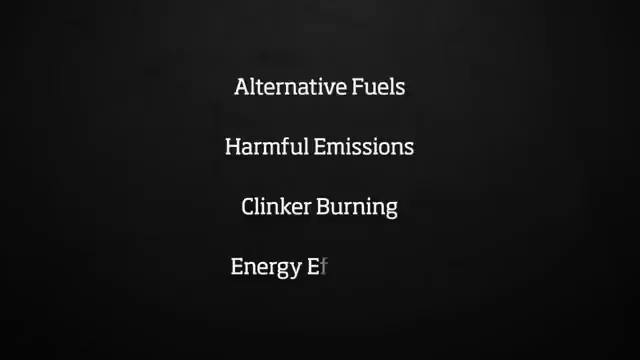 Alternative Fuels
Harmful Emissions
Clinker Burning
Energy Ef